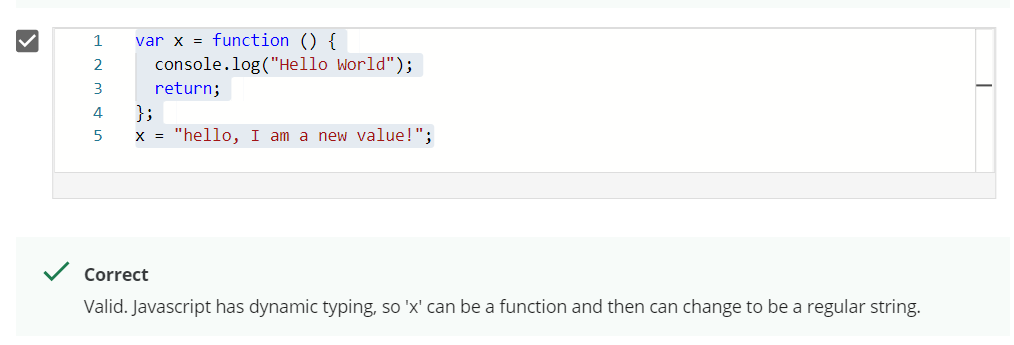 1 var x = function () {
2 console.log("Hello World");
3 return;
4 };
5 x = "hello, I am a new value!";
Correct
Valid. Javascript has dynamic typing, so 'x' can be a function and then can change to be a regular string.